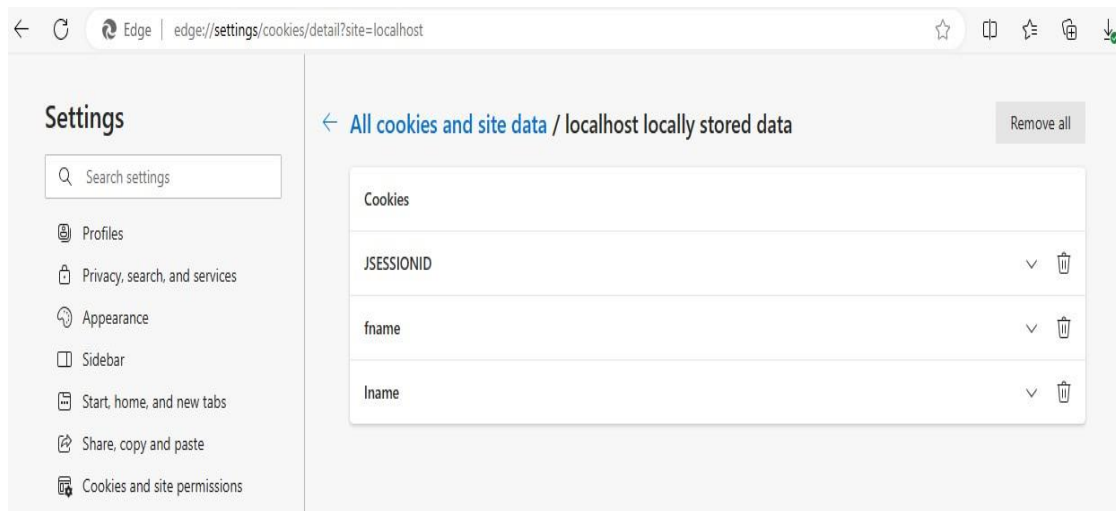 Edge | edge://settings/cookies/detail?site=localhost
Settings
Search settings
Profiles
Privacy, search, and services
Appearance
Sidebar
Start, home, and new tabs
Share, copy and paste
Cookies and site permissions
All cookies and site data / localhost locally stored data
Remove all
Cookies
JSESSIONID
fname
lname